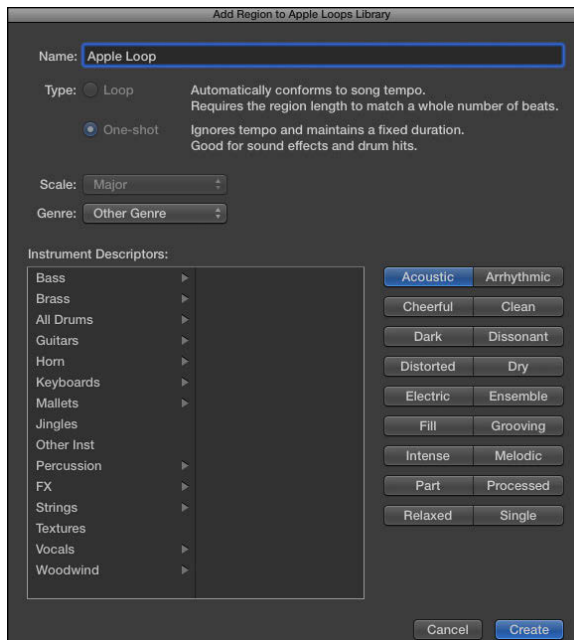 Add Region to Apple Loops Library
Name: Apple Loop
Type: Loop Automatically conforms to song tempo.
Requires the region length to match a whole number of beats.
One-shot Ignores tempo and maintains a fixed duration.
Good for sound effects and drum hits.
Scale: Major
Genre: Other Genre
Instrument Descriptors:
Bass
Brass
All Drums
Guitars
Horn
Keyboards
Mallets
Jingles
Other Inst
Percussion
FX
Strings
Textures
Vocals
Woodwind
Acoustic Arrhythmic
Cheerful Clean
Dark Dissonant
Distorted Dry
Electric Ensemble
Fill Grooving
Intense Melodic
Part Processed
Relaxed Single
Cancel Create